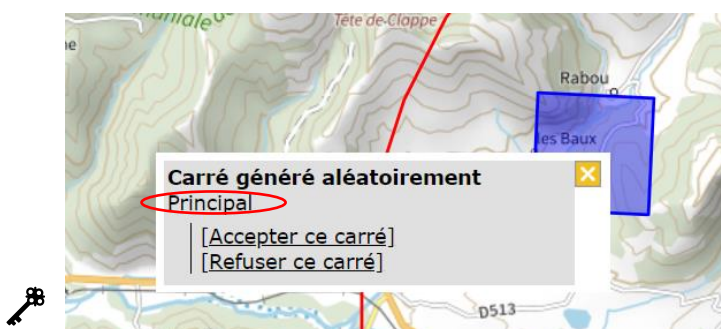 Tête de Clappe
Rabou
les Baux
Carré généré aléatoirement
Principal
[Accepter ce carré]
[Refuser ce carré]
D513